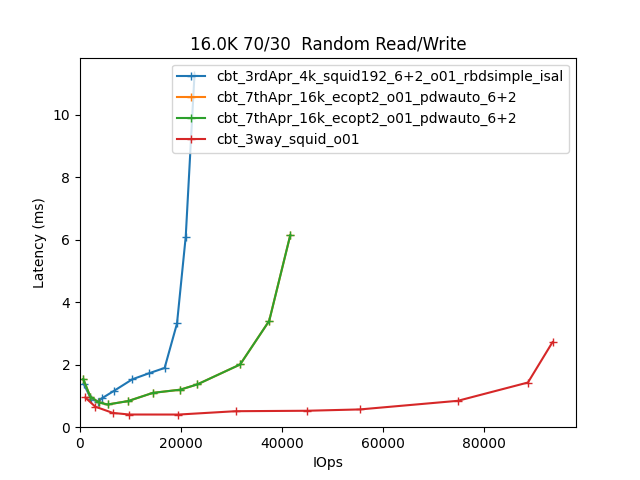 16.0K 70/30  Random Read/Write
cbt_3rdApr_4k_squid192_6+2_o01_rbdsimple_isal
cbt_7thApr_16k_ecopt2_o01_pdwauto_6+2
cbt_7thApr_16k_ecopt2_o01_pdwauto_6+2
cbt_3way_squid_o01
Latency (ms)
10
8
6
4
2
0
0 20000 40000 60000 80000
IOps